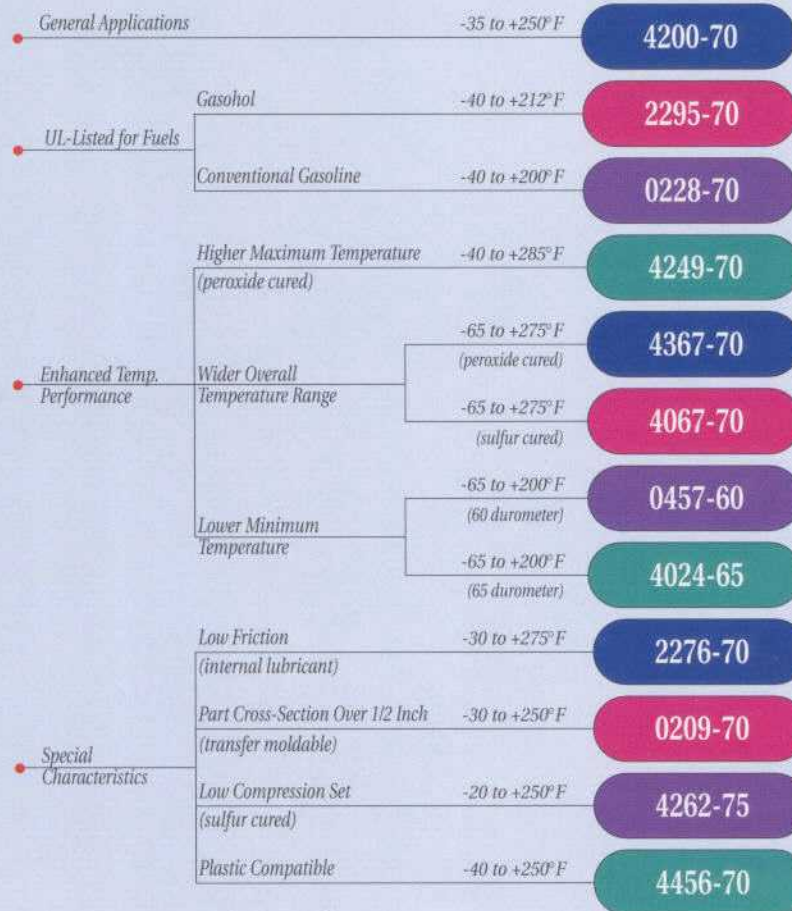 General Applications -35 to +250°F 4200-70
Gasohol -40 to +212°F 2295-70
UL-Listed for Fuels
Conventional Gasoline -40 to +200°F 0228-70
Higher Maximum Temperature -40 to +285°F 4249-70
(peroxide cured)
-65 to +275°F 4367-70
(peroxide cured)
Enhanced Temp. Wider Overall
Performance Temperature Range
-65 to +275°F 4067-70
(sulfur cured)
-65 to +200°F 0457-60
(60 durometer)
Lower Minimum
Temperature
-65 to +200°F 4024-65
(65 durometer)
Low Friction -30 to +275°F 2276-70
(internal lubricant)
Part Cross-Section Over 1/2 Inch -30 to +250°F 0209-70
(transfer moldable)
Special
Characteristics
Low Compression Set -20 to +250°F 4262-75
(sulfur cured)
Plastic Compatible -40 to +250°F 4456-70